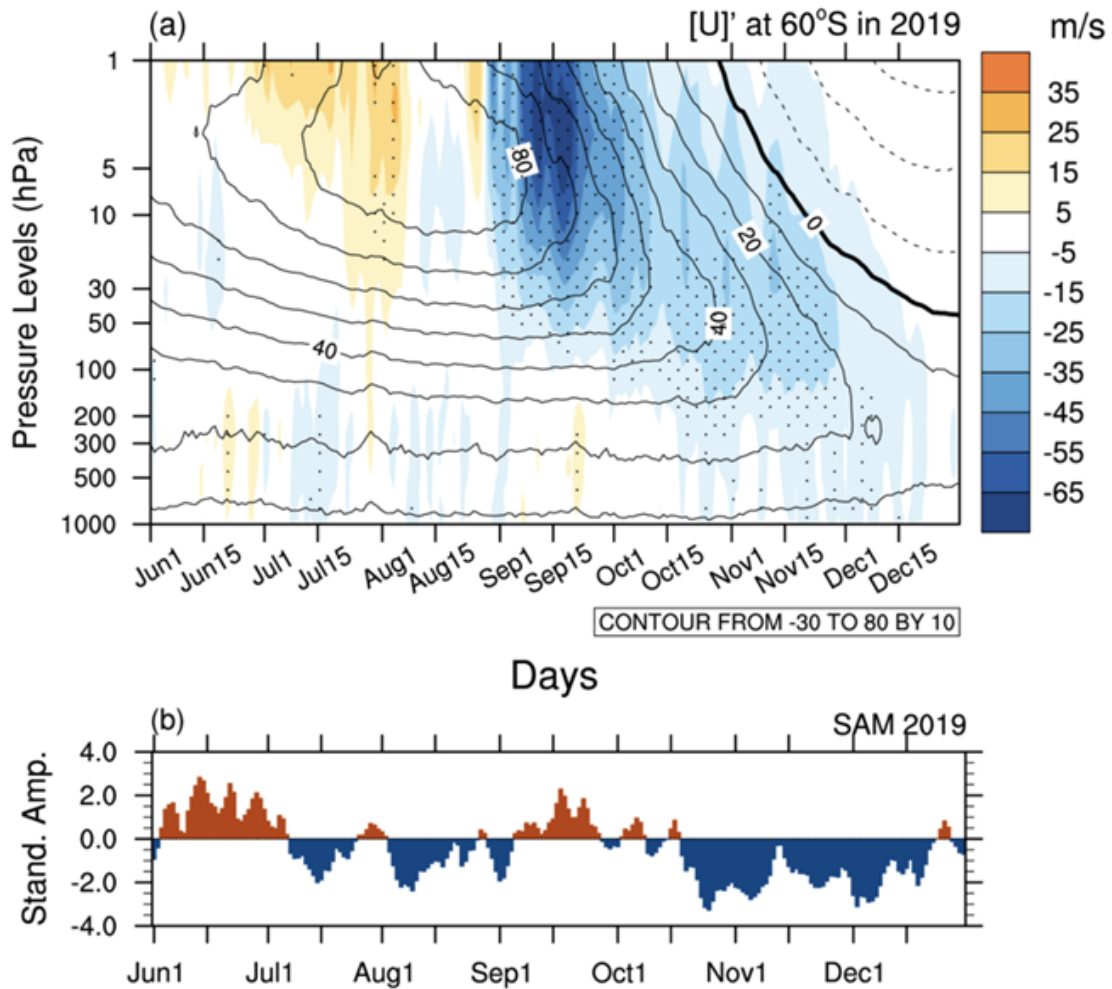 (a)
[U]' at 60°S in 2019
m/s
Pressure Levels (hPa)
1
5
10
30
50
100
200
300
500
1000
80
0
20
40
40
35
25
15
5
-5
-15
-25
-35
-45
-55
-65
Jun1
Jun15
Jul1
Jul15
Aug1
Aug15
Sep1
Sep15
Oct1
Oct15
Nov1
Nov15
Dec1
Dec15
CONTOUR FROM -30 TO 80 BY 10
Days
(b)
SAM 2019
Stand. Amp.
4.0
2.0
0.0
-2.0
-4.0
Jun1
Jul1
Aug1
Sep1
Oct1
Nov1
Dec1